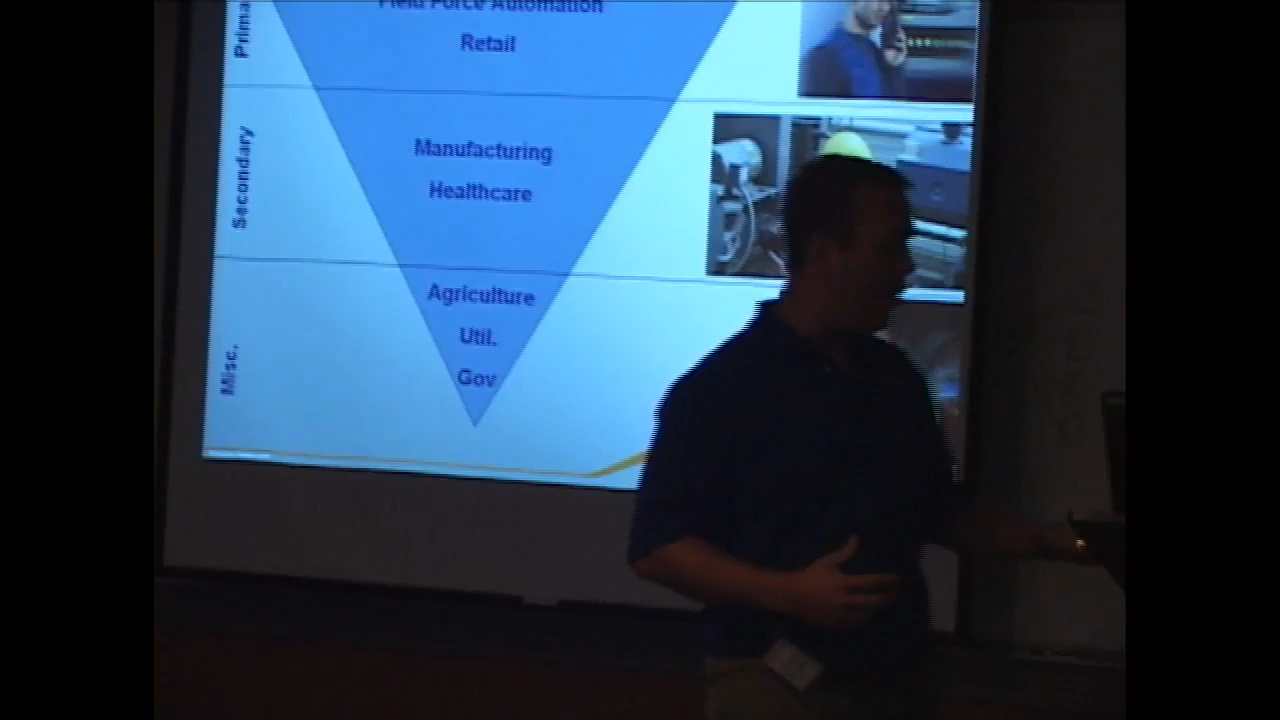 Field Force Automation
Retail
Secondary
Manufacturing
Healthcare
Misc.
Agriculture
Util.
Gov